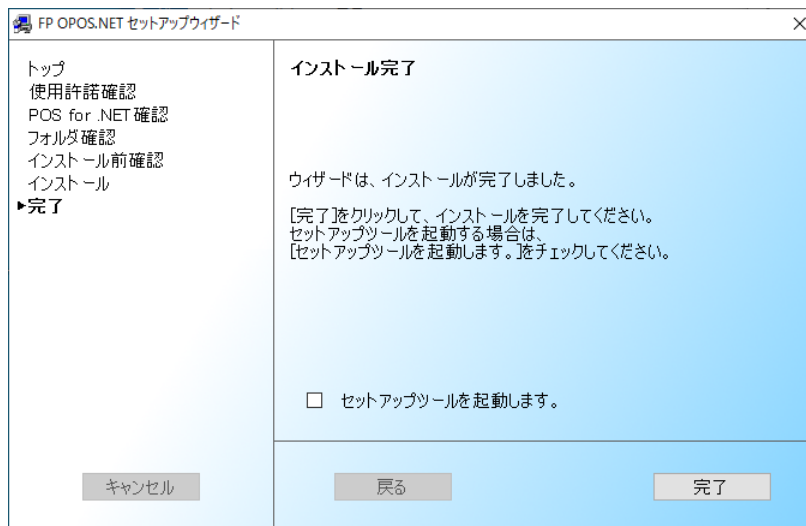 FP OPOS.NET セットアップウィザード
トップ
使用許諾確認
POS for .NET確認
フォルダ確認
インストール前確認
インストール
▶完了
インストール完了
ウィザードは、インストールが完了しました。
[完了]をクリックして、インストールを完了してください。
セットアップツールを起動する場合は、
[セットアップツールを起動します。]をチェックしてください。
セットアップツールを起動します。
キャンセル
戻る
完了